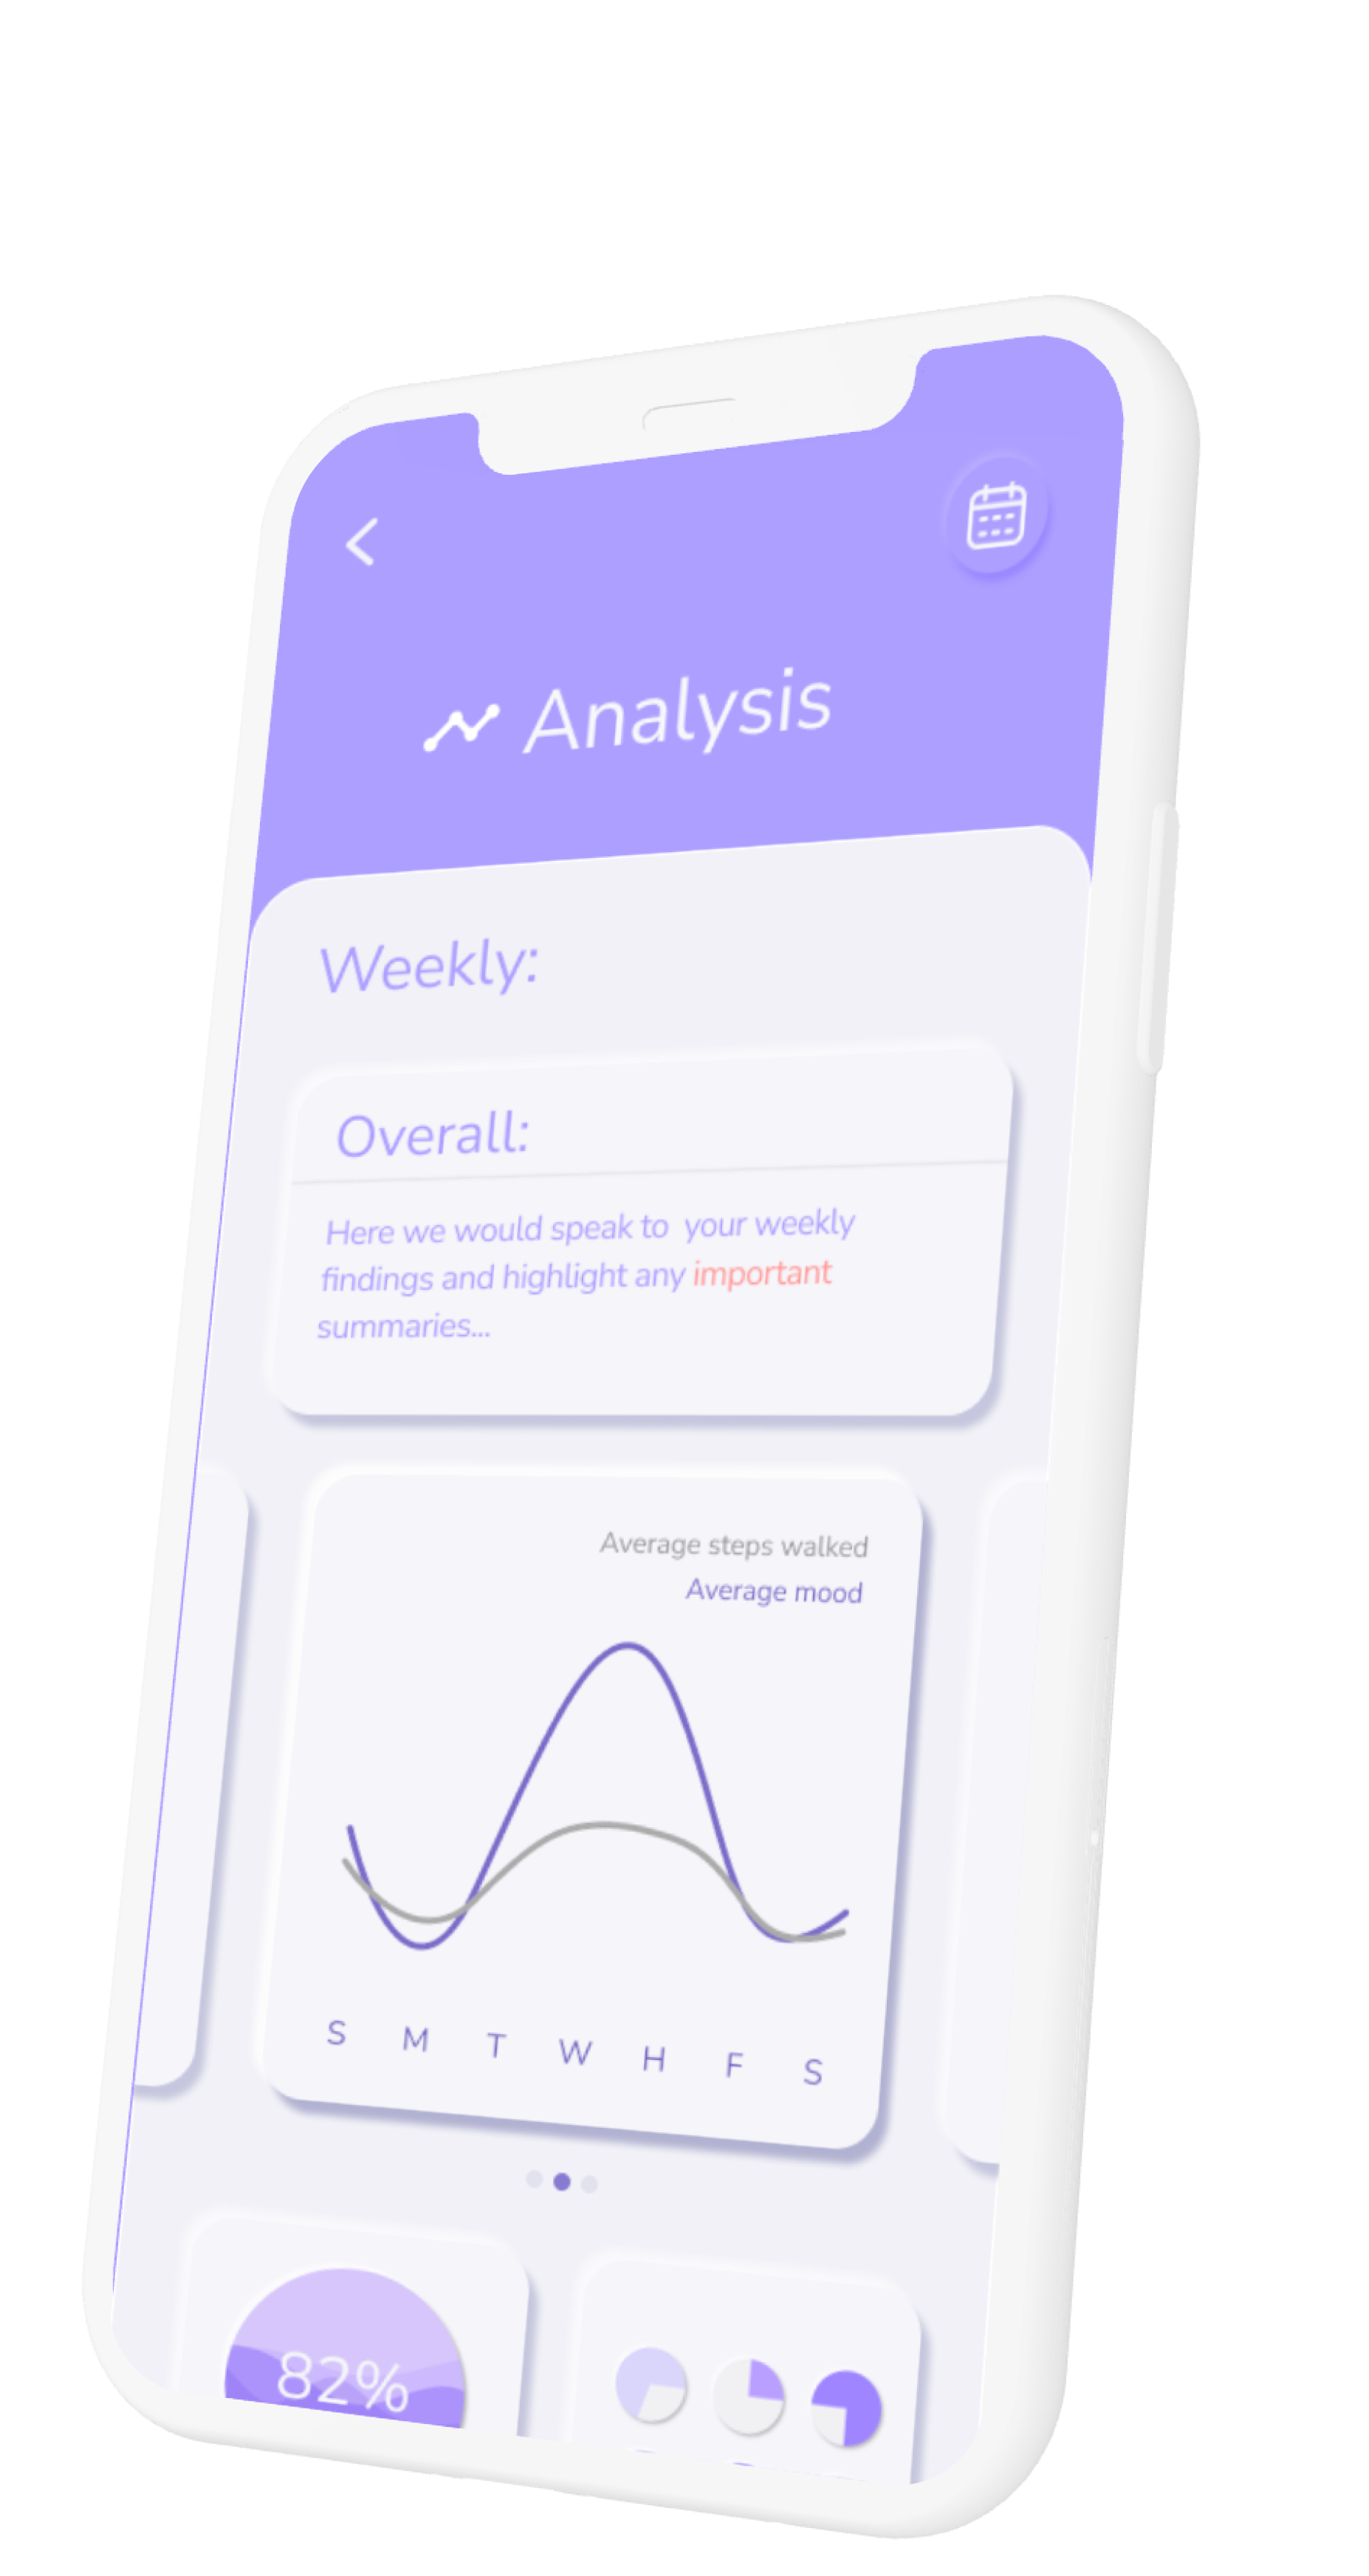 Analysis
Weekly:
Overall:
Here we would speak to your weekly
findings and highlight any important
summaries...
Average steps walked
Average mood
S M T W H F S
82%